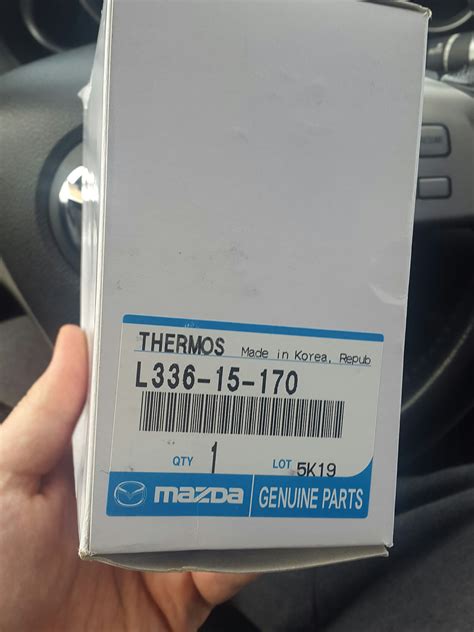 THERMOS Made in Korea, Repub
L336-15-170
QTY 1 LOT 5K19
mazda GENUINE PARTS